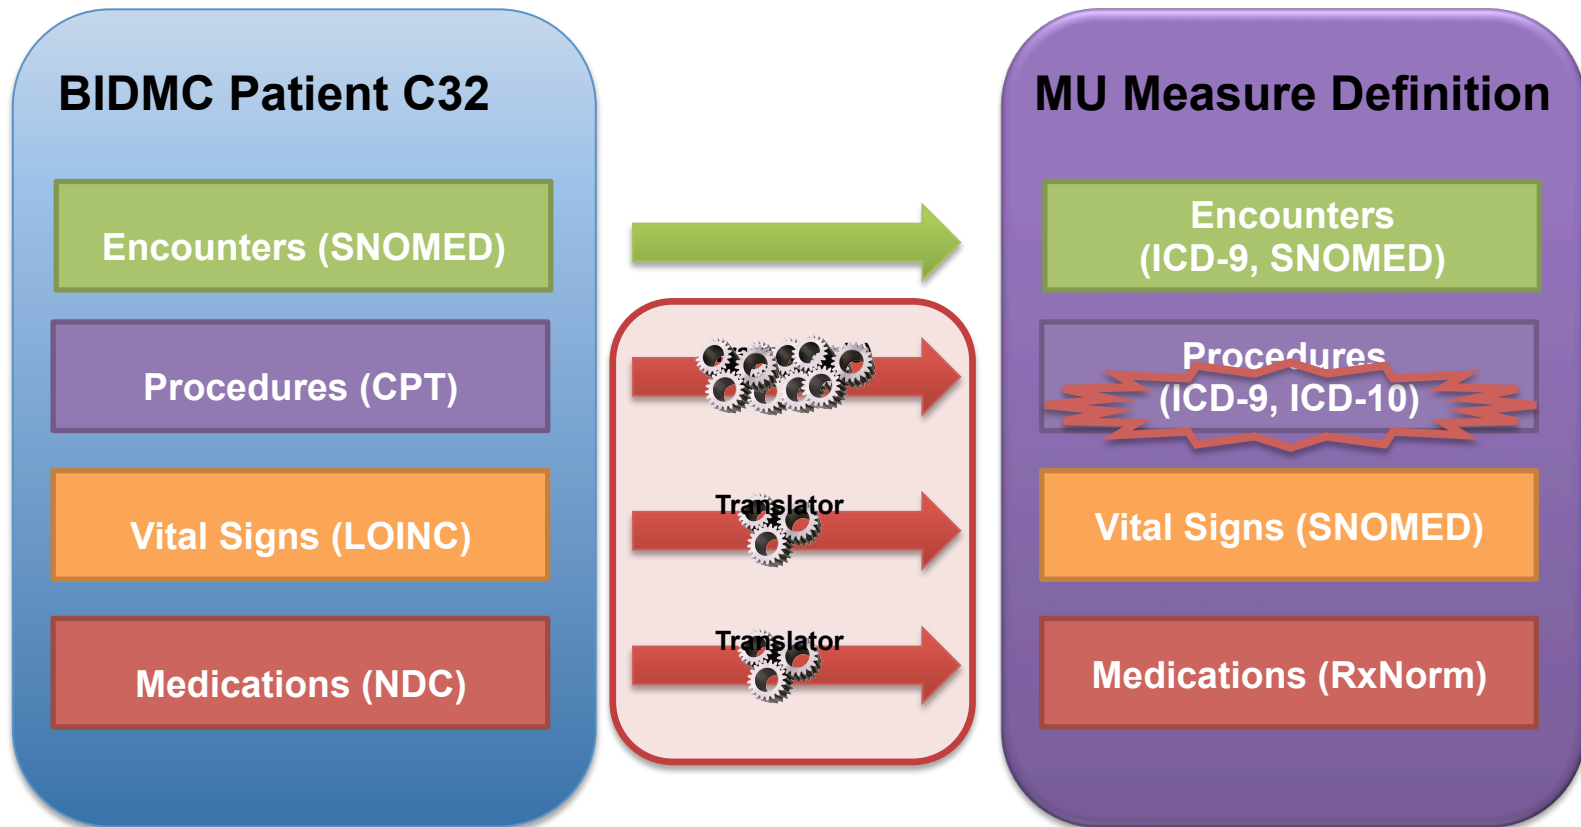 BIDMC Patient C32
MU Measure Definition
Encounters (SNOMED)
Encounters
(ICD-9, SNOMED)
Procedures (CPT)
Procedures
(ICD-9, ICD-10)
Vital Signs (LOINC)
Translator
Vital Signs (SNOMED)
Medications (NDC)
Translator
Medications (RxNorm)